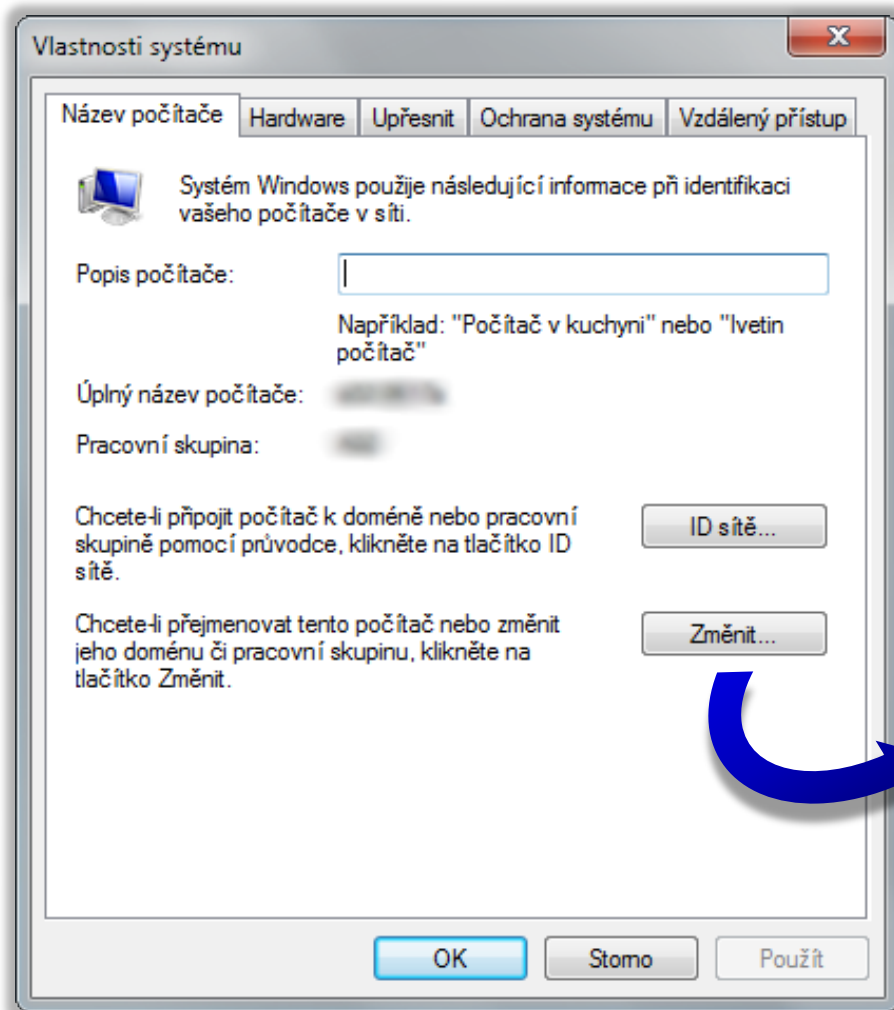 Vlastnosti systému
Název počítače
Hardware
Upřesnit
Ochrana systému
Vzdálený přístup
Systém Windows použije následující informace při identifikaci
vašeho počítače v síti.
Popis počítače:
Například: "Počítač v kuchyni" nebo "Ivetin
počítač"
Úplný název počítače:
Pracovní skupina:
Chcete-li připojit počítač k doméně nebo pracovní
skupině pomocí průvodce, klikněte na tlačítko ID
sítě.
ID sítě...
Chcete-li přejmenovat tento počítač nebo změnit
jeho doménu či pracovní skupinu, klikněte na
tlačítko Změnit.
Změnit...
OK
Storno
Použít